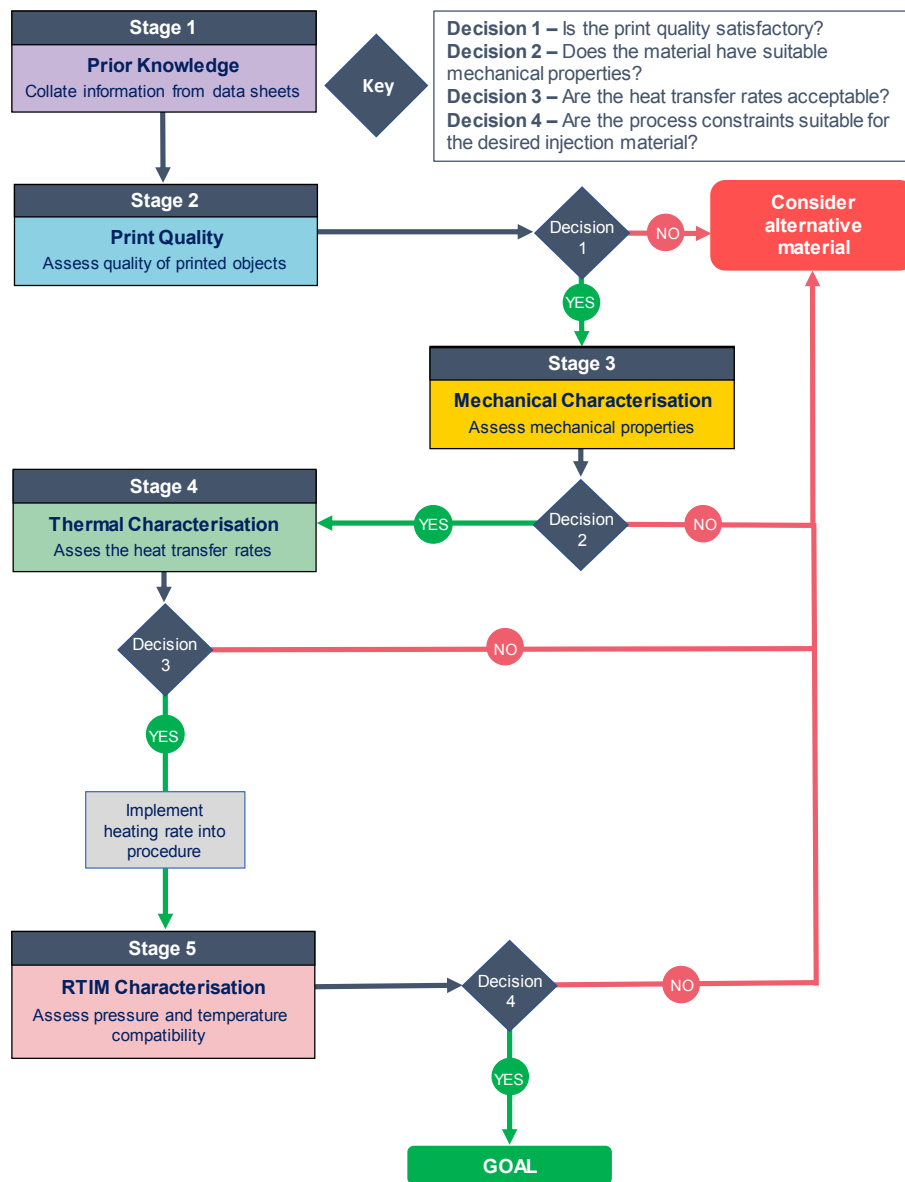 Stage 1
Prior Knowledge
Collate information from data sheets
Key
Decision 1 – Is the print quality satisfactory?
Decision 2 – Does the material have suitable
mechanical properties?
Decision 3 – Are the heat transfer rates acceptable?
Decision 4 – Are the process constraints suitable for
the desired injection material?
Stage 2
Print Quality
Assess quality of printed objects
Decision
1
NO
Consider
alternative
material
YES
Stage 3
Mechanical Characterisation
Assess mechanical properties
Stage 4
Thermal Characterisation
Asses the heat transfer rates
YES
Decision
2
NO
Decision
3
NO
YES
Implement
heating rate into
procedure
Stage 5
RTIM Characterisation
Assess pressure and temperature
compatibility
Decision
4
NO
YES
GOAL